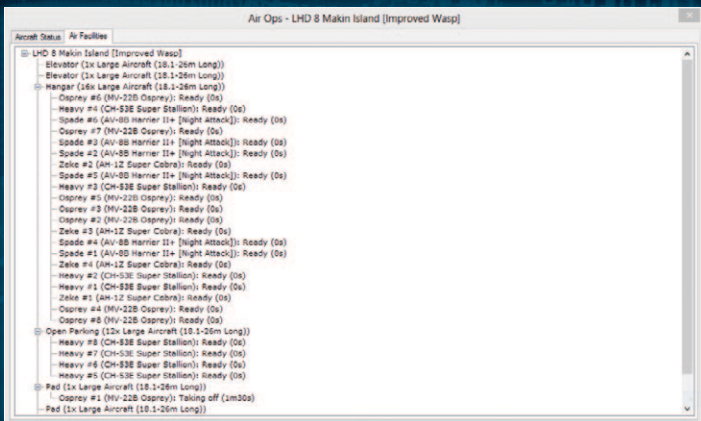 Air Ops - LHD 8 Makin Island [Improved Wasp]
Aircraft Status Air Facilities
LHD 8 Makin Island [Improved Wasp]
Elevator (1x Large Aircraft (18.1-26m Long))
Elevator (1x Large Aircraft (18.1-26m Long))
Hangar (16x Large Aircraft (18.1-26m Long))
Osprey #6 (MV-22B Osprey): Ready (0s)
Heavy #4 (CH-53E Super Stallion): Ready (0s)
Spade #6 (AV-8B Harrier II+ [Night Attack]): Ready (0s)
Osprey #7 (MV-22B Osprey): Ready (0s)
Spade #3 (AV-8B Harrier II+ [Night Attack]): Ready (0s)
Spade #2 (AV-8B Harrier II+ [Night Attack]): Ready (0s)
Zeke #2 (AH-1Z Super Cobra): Ready (0s)
Spade #5 (AV-8B Harrier II+ [Night Attack]): Ready (0s)
Heavy #3 (CH-53E Super Stallion): Ready (0s)
Osprey #5 (MV-22B Osprey): Ready (0s)
Osprey #3 (MV-22B Osprey): Ready (0s)
Osprey #2 (MV-22B Osprey): Ready (0s)
Zeke #3 (AH-1Z Super Cobra): Ready (0s)
Spade #4 (AV-8B Harrier II+ [Night Attack]): Ready (0s)
Spade #1 (AV-8B Harrier II+ [Night Attack]): Ready (0s)
Zeke #4 (AH-1Z Super Cobra): Ready (0s)
Heavy #2 (CH-53E Super Stallion): Ready (0s)
Heavy #1 (CH-53E Super Stallion): Ready (0s)
Zeke #1 (AH-1Z Super Cobra): Ready (0s)
Osprey #4 (MV-22B Osprey): Ready (0s)
Osprey #8 (MV-22B Osprey): Ready (0s)
Open Parking (12x Large Aircraft (18.1-26m Long))
Heavy #8 (CH-53E Super Stallion): Ready (0s)
Heavy #7 (CH-53E Super Stallion): Ready (0s)
Heavy #6 (CH-53E Super Stallion): Ready (0s)
Heavy #5 (CH-53E Super Stallion): Ready (0s)
Pad (1x Large Aircraft (18.1-26m Long))
Osprey #1 (MV-22B Osprey): Taking off (1m30s)
Pad (1x Large Aircraft (18.1-26m Long))